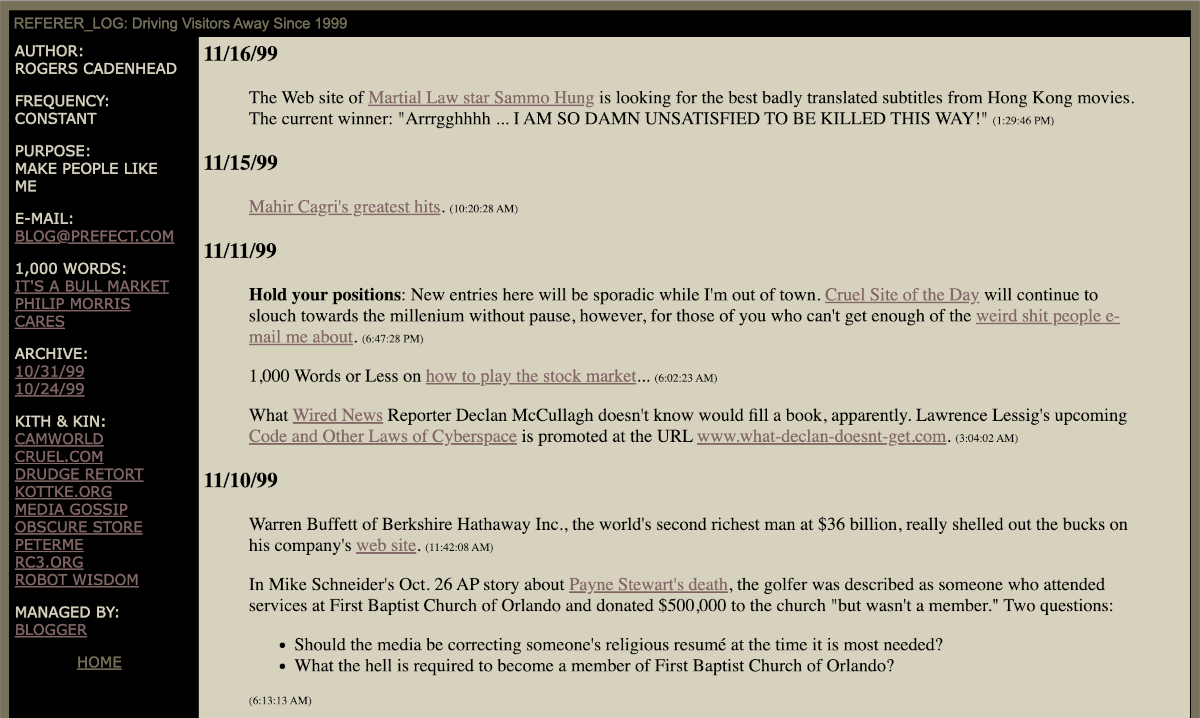 REFERER_LOG: Driving Visitors Away Since 1999
AUTHOR:
ROGERS CADENHEAD
FREQUENCY:
CONSTANT
PURPOSE:
MAKE PEOPLE LIKE
ME
E-MAIL:
BLOG@PREFECT.COM
1,000 WORDS:
IT'S A BULL MARKET
PHILIP MORRIS
CARES
ARCHIVE:
10/31/99
10/24/99
KITH & KIN:
CAMWORLD
CRUEL.COM
DRUDGE RETORT
KOTTKE.ORG
MEDIA GOSSIP
OBSCURE STORE
PETERME
RC3.ORG
ROBOT WISDOM
MANAGED BY:
BLOGGER
HOME
11/16/99
The Web site of Martial Law star Sammo Hung is looking for the best badly translated subtitles from Hong Kong movies.
The current winner: "Arrrgghhhh ... I AM SO DAMN UNSATISFIED TO BE KILLED THIS WAY!" (1:29:46 PM)
11/15/99
Mahir Cagri's greatest hits. (10:20:28 AM)
11/11/99
Hold your positions: New entries here will be sporadic while I'm out of town. Cruel Site of the Day will continue to
slouch towards the millenium without pause, however, for those of you who can't get enough of the weird shit people e-
mail me about. (6:47:28 PM)
1,000 Words or Less on how to play the stock market... (6:02:23 AM)
What Wired News Reporter Declan McCullagh doesn't know would fill a book, apparently. Lawrence Lessig's upcoming
Code and Other Laws of Cyberspace is promoted at the URL www.what-declan-doesnt-get.com. (3:04:02 AM)
11/10/99
Warren Buffett of Berkshire Hathaway Inc., the world's second richest man at $36 billion, really shelled out the bucks on
his company's web site. (11:42:08 AM)
In Mike Schneider's Oct. 26 AP story about Payne Stewart's death, the golfer was described as someone who attended
services at First Baptist Church of Orlando and donated $500,000 to the church "but wasn't a member." Two questions:
• Should the media be correcting someone's religious resumé at the time it is most needed?
• What the hell is required to become a member of First Baptist Church of Orlando?
(6:13:13 AM)